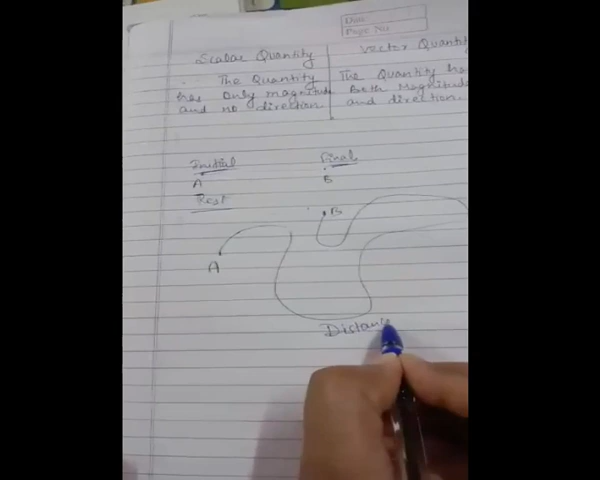 Date
Page No.
Scalar Quantity
Vector Quantity
The Quantity
has Only magnitude
and no direction.
The Quantity has
Both Magnitude
and direction.
Initial
Final
A
B
Rest
B
A
Distan